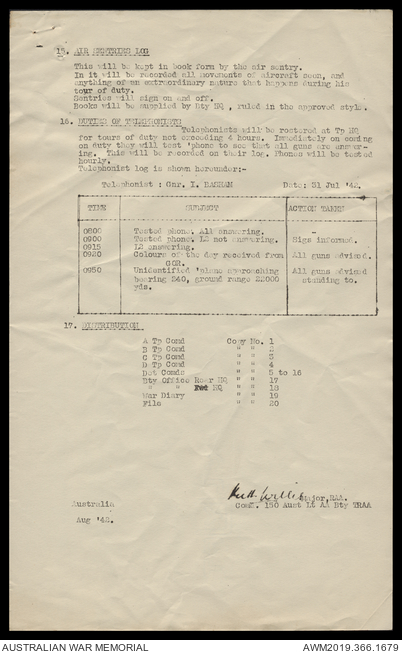 15. AIR SENTRIES LOG
This will be kept in book form by the air sentry.
In it will be recorded all movements of aircraft seen, and
anything of an extraordinary nature that happens during his
tour of duty.
Sentries will sign on and off.
Books will be supplied by Bty HQ , ruled in the approved style.
16. DUTIES OF TELEPHONISTS
Telephonists will be rostered at Tp HQ
for tours of duty not exceeding 4 hours. Immediately on coming
on duty they will test 'phone to see that all guns are answer-
ing. This will be recorded on their log. Phones will be tested
hourly.
Telephonist log is shown hereunder:-
Telephonist : Gnr. I. Date: 31 Jul '42.
TIME SUBJECT ACTION TAKEN
0800 Tested phone. All answering. -
0900 Tested phone. L2 not answering. Sigs informed.
0915 L2 answering.
0920 Colours of the day received from All guns advised.
GOR.
0950 Unidentified 'plane approaching All guns advised
bearing 240, ground range 22000 standing to.
yds.
17. DISTRIBUTION
A Tp Comd Copy No. 1
B Tp Comd " " 2
C Tp Comd " " 3
D Tp Comd " " 4
Det Comds " " 5 to 16
Bty Office Rear HQ " " 17
" " HQ " " 18
War Diary " " 19
File " " 20
Major, RAA.
Comd. 150 Aust Lt AA Bty TRAA
Australia
Aug '42.
AUSTRALIAN WAR MEMORIAL AWM2019.366.1679